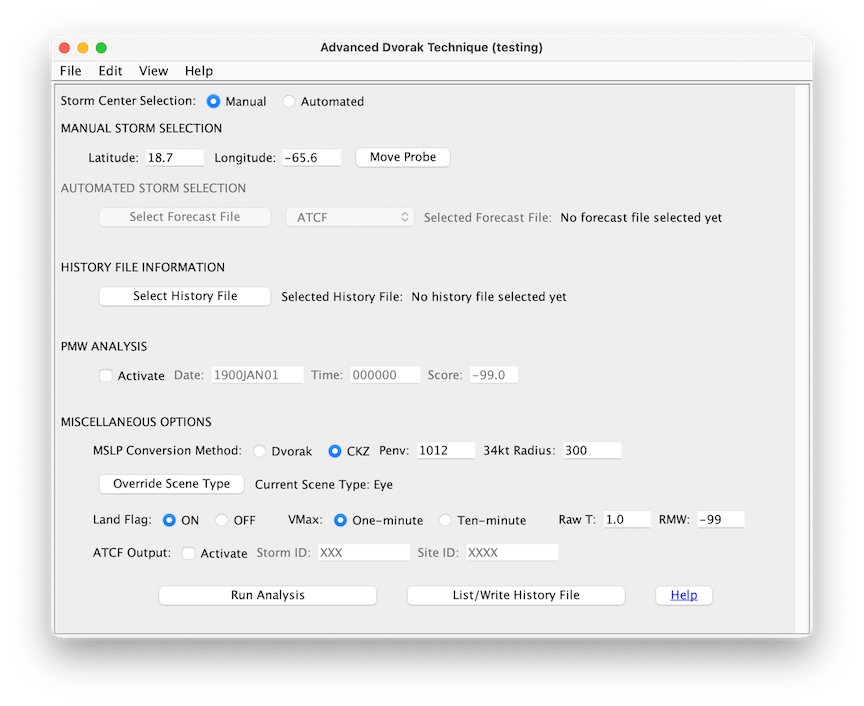 Advanced Dvorak Technique (testing)
File Edit View Help
Storm Center Selection: Manual Automated
MANUAL STORM SELECTION
Latitude: 18.7 Longitude: -65.6 Move Probe
AUTOMATED STORM SELECTION
Select Forecast File ATCF Selected Forecast File: No forecast file selected yet
HISTORY FILE INFORMATION
Select History File Selected History File: No history file selected yet
PMW ANALYSIS
Activate Date: 1900JAN01 Time: 000000 Score: -99.0
MISCELLANEOUS OPTIONS
MSLP Conversion Method: Dvorak CKZ Penv: 1012 34kt Radius: 300
Override Scene Type Current Scene Type: Eye
Land Flag: ON OFF VMax: One-minute Ten-minute Raw T: 1.0 RMW: -99
ATCF Output: Activate Storm ID: XXX Site ID: XXXX
Run Analysis List/Write History File Help